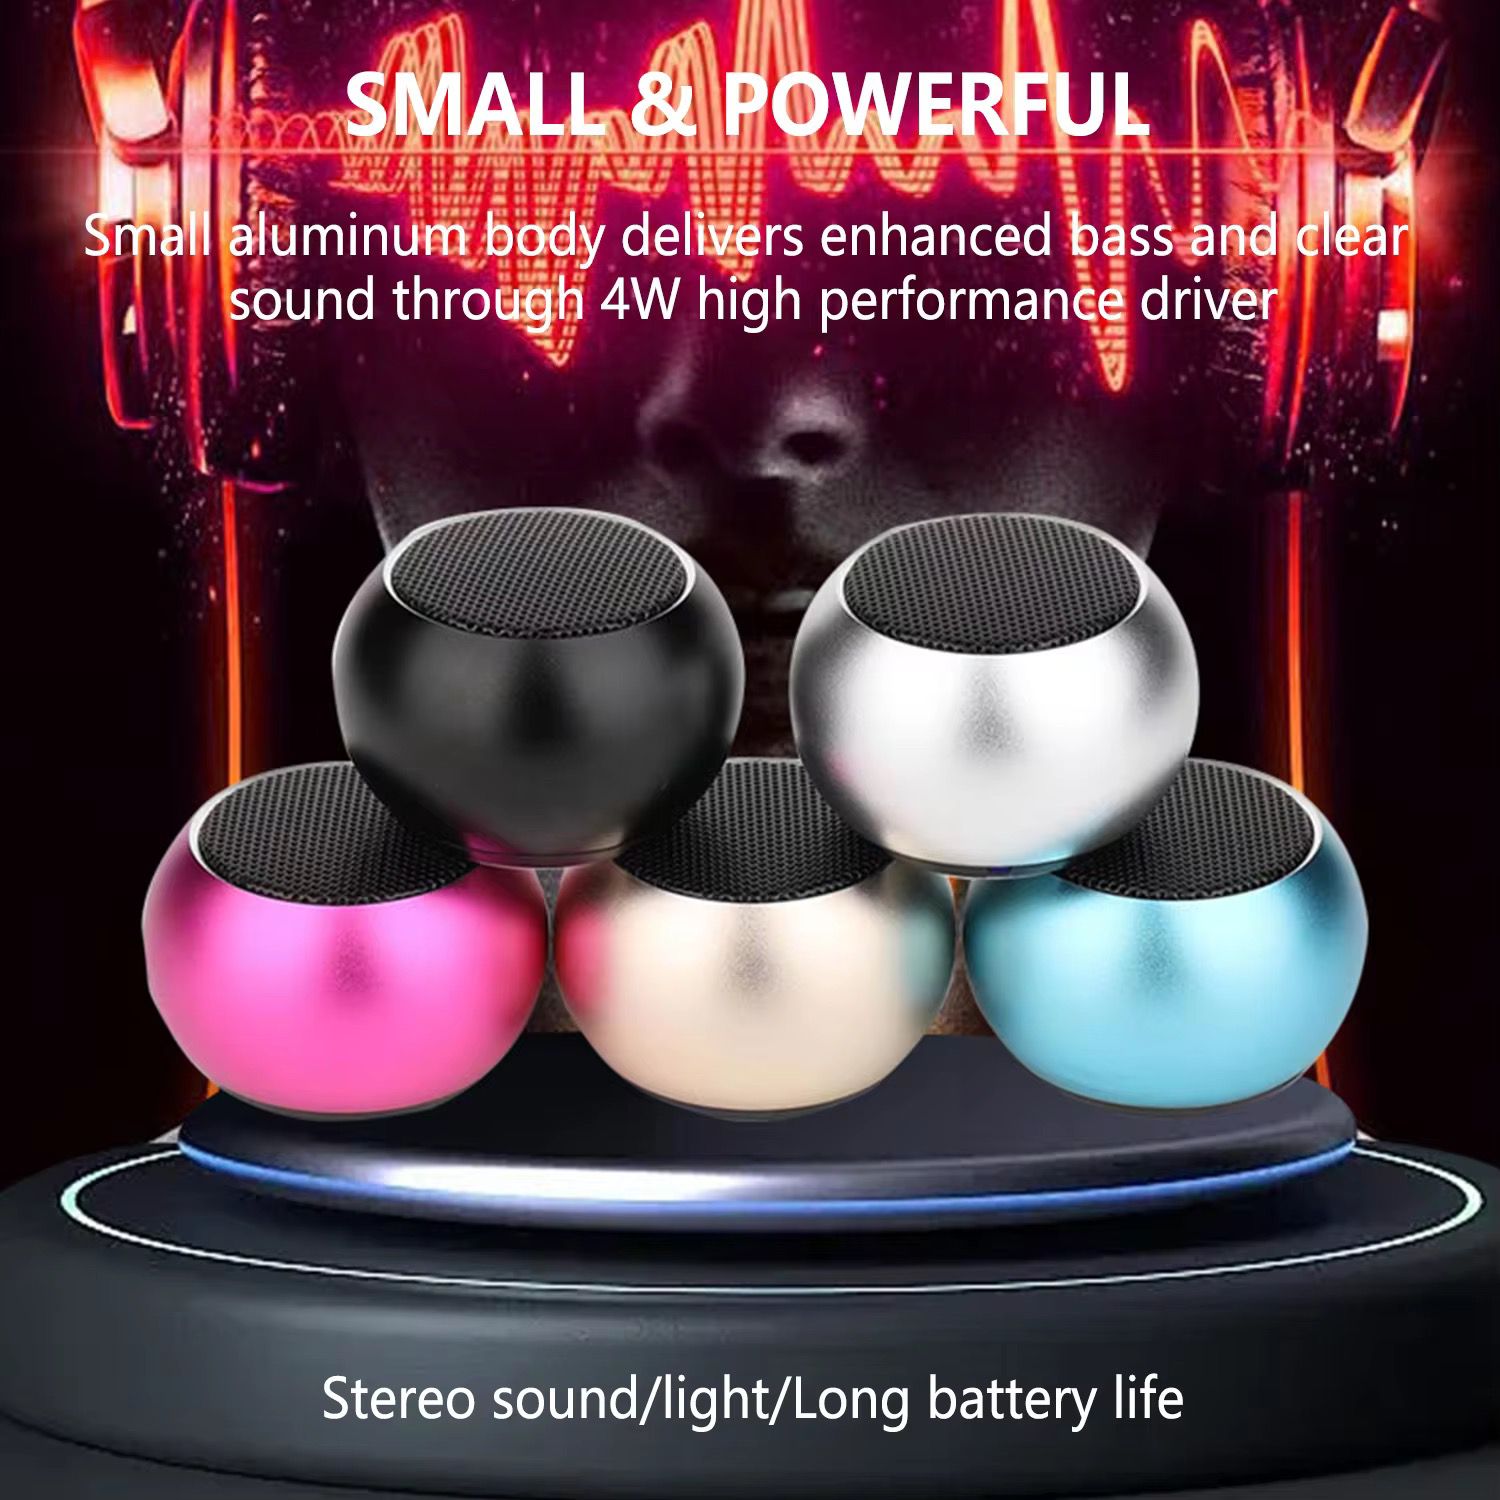 SMALL & POWERFUL
Small aluminum body delivers enhanced bass and clear
sound through 4W high performance driver
Stereo sound/light/Long battery life